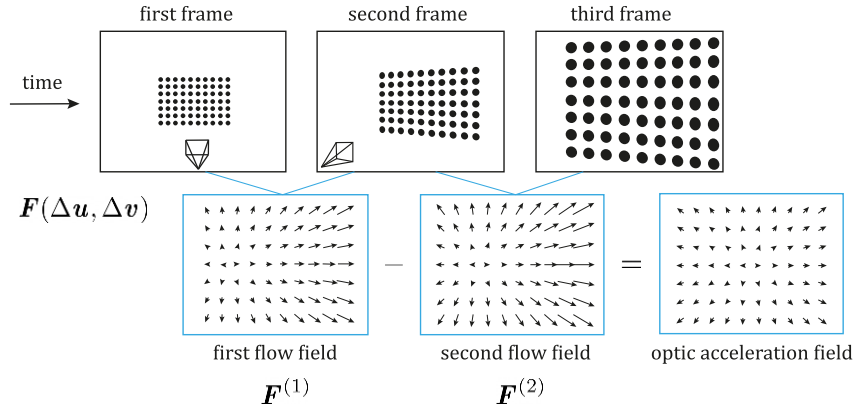 first frame second frame third frame
time
F(Δu, Δv)
− =
first flow field second flow field optic acceleration field
F⁽¹⁾ F⁽²⁾